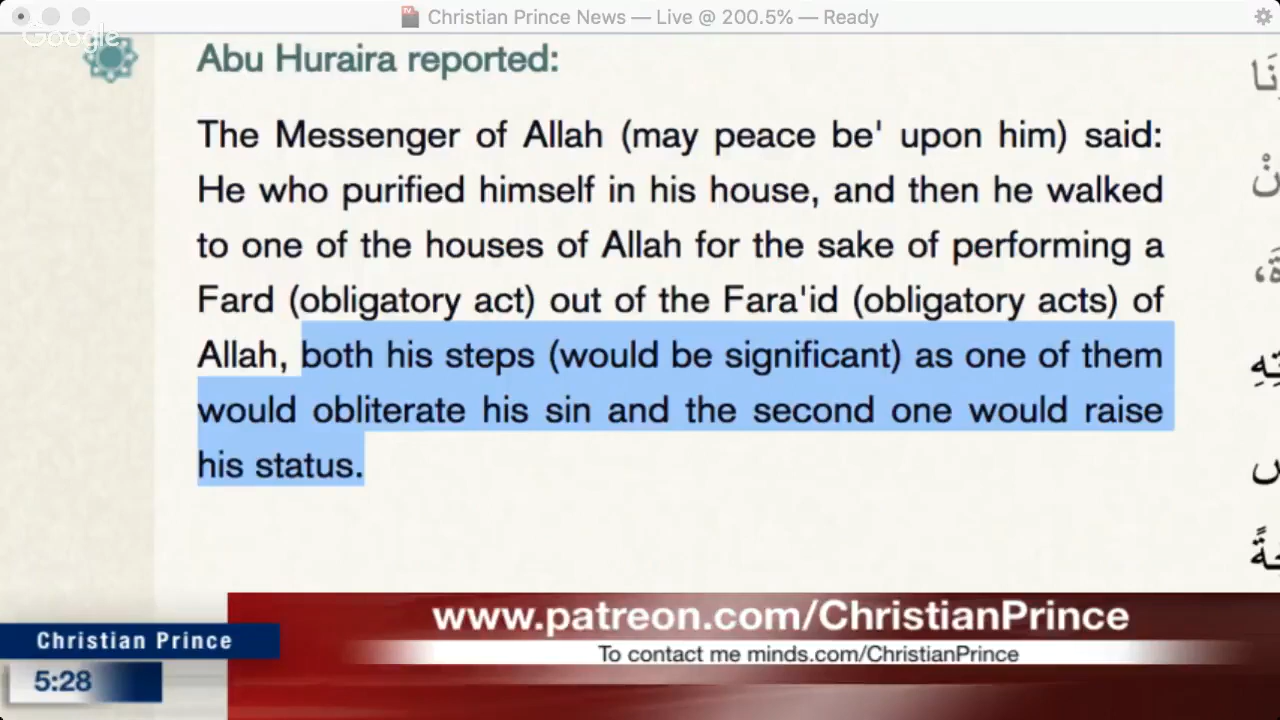 Christian Prince News — Live @ 200.5% — Ready
Google
Abu Huraira reported:
The Messenger of Allah (may peace be' upon him) said:
He who purified himself in his house, and then he walked
to one of the houses of Allah for the sake of performing a
Fard (obligatory act) out of the Fara'id (obligatory acts) of
Allah, both his steps (would be significant) as one of them
would obliterate his sin and the second one would raise
his status.
www.patreon.com/ChristianPrince
To contact me minds.com/ChristianPrince
Christian Prince
5:28